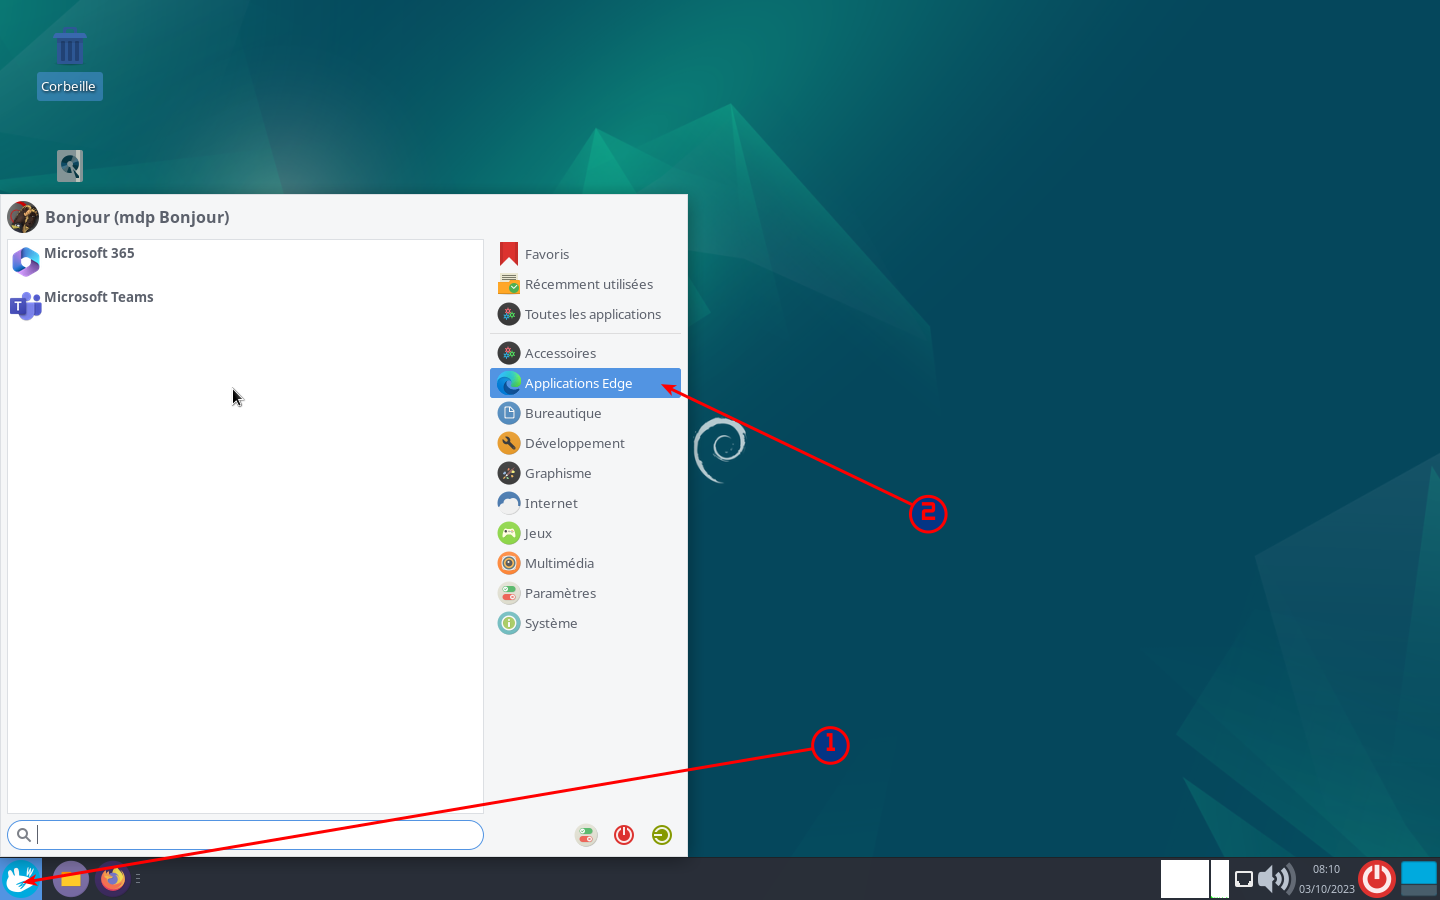 Corbeille
Bonjour (mdp Bonjour)
Microsoft 365
Microsoft Teams
Favoris
Récemment utilisées
Toutes les applications
Accessoires
Applications Edge
Bureautique
Développement
Graphisme
Internet
Jeux
Multimédia
Paramètres
Système
2
1
08:10
03/10/2023